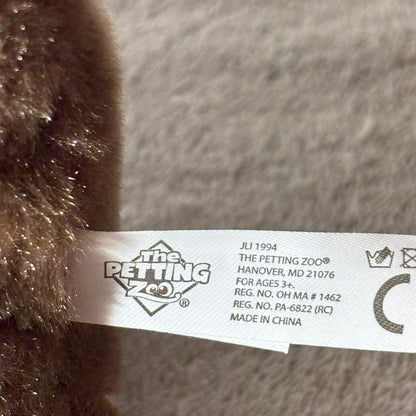 The
PETTING
ZOO®
JLI 1994
THE PETTING ZOO®
HANOVER, MD 21076
FOR AGES 3+.
REG. NO. OH MA # 1462
REG. NO. PA-6822 (RC)
MADE IN CHINA
C